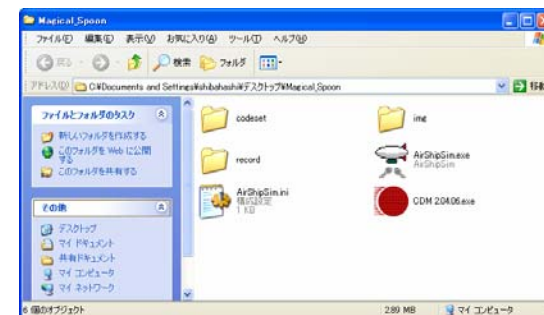 Magical_Spoon
ファイル(F) 編集(E) 表示(V) お気に入り(A) ツール(T) ヘルプ(H)
戻る 検索 フォルダ
アドレス(D) C:¥Documents and Settings¥shibahashi¥デスクトップ¥Magical_Spoon 移動
ファイルとフォルダのタスク
新しいフォルダを作成する
このフォルダを Web に公開する
このフォルダを共有する
その他
デスクトップ
マイ ドキュメント
共有ドキュメント
マイ コンピュータ
マイ ネットワーク
codeset
img
record
AirShipSim.exe
AirShipSim
AirShipSim.ini
構成設定
1 KB
CDM 2.04.06.exe
6 個のオブジェクト 2.89 MB マイ コンピュータ